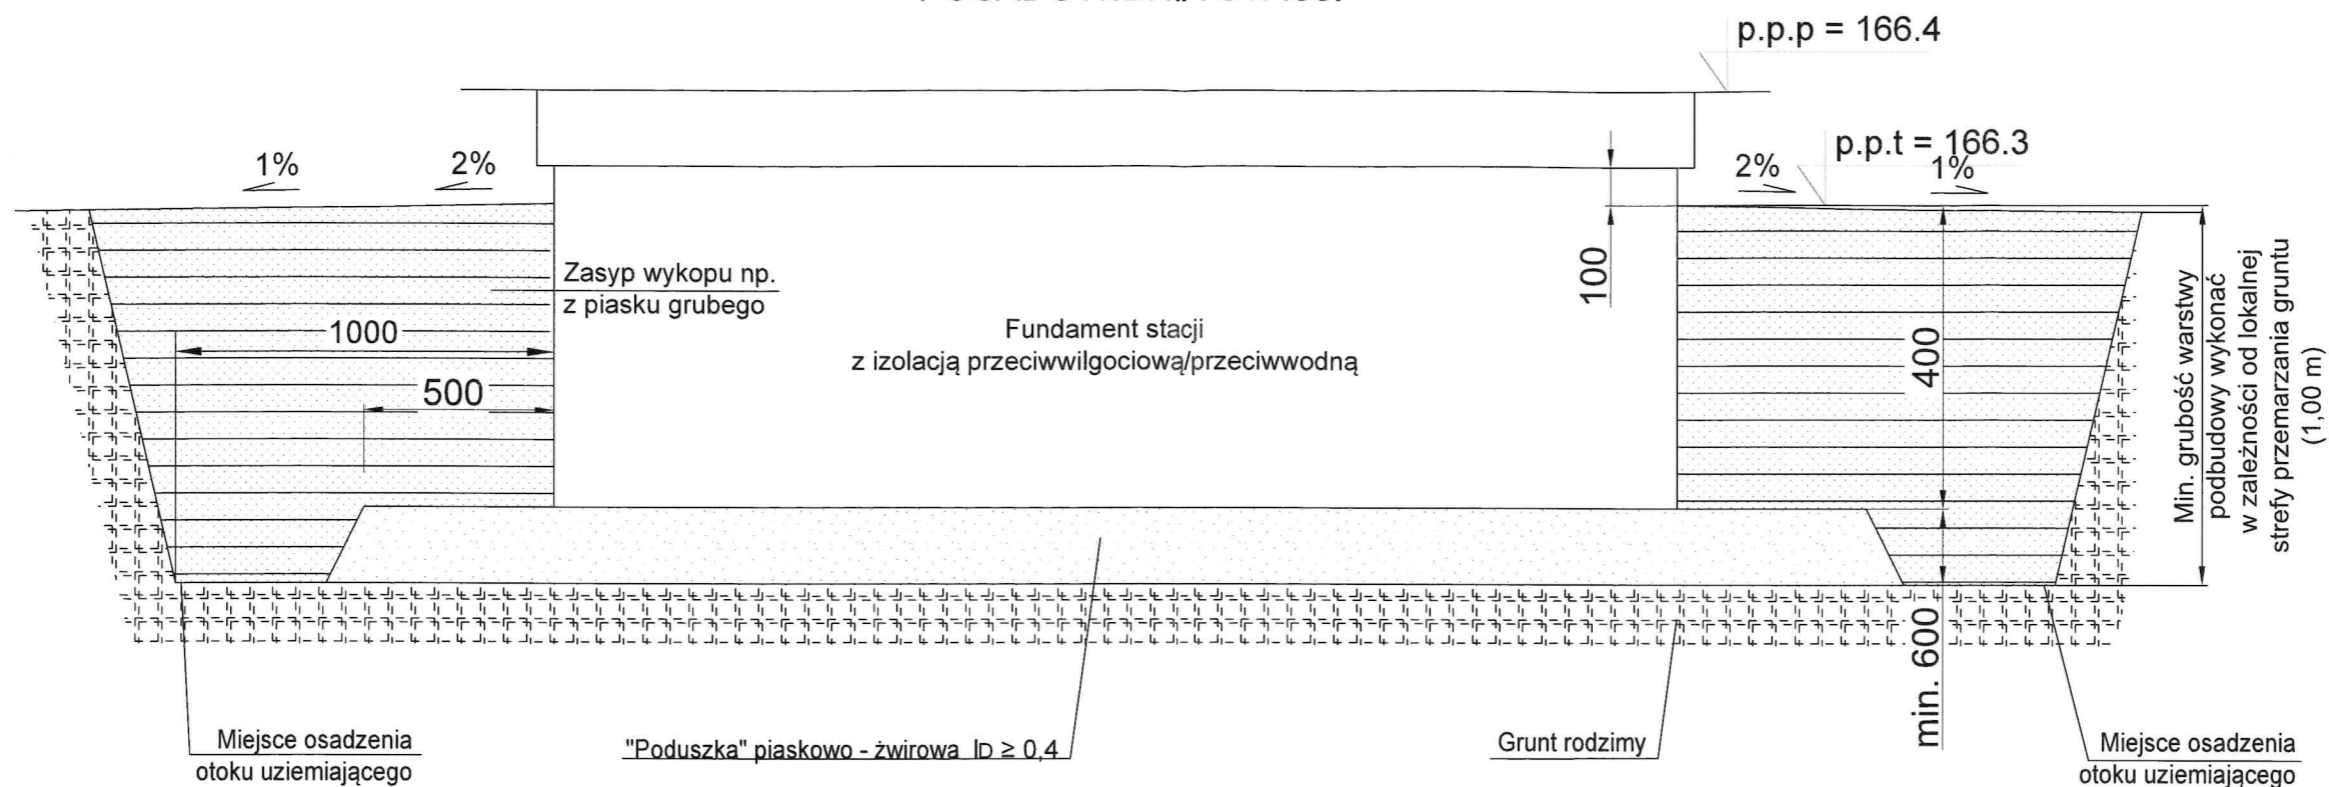 p.p.p = 166.4
p.p.t = 166.3
1%
2%
2%
1%
Zasyp wykopu np.
z piasku grubego
100
1000
500
Fundament stacji
z izolacją przeciwwilgociową/przeciwwodną
400
Min. grubość warstwy
podbudowy wykonać
w zależności od lokalnej
strefy przemarzania gruntu
(1,00 m)
min. 600
Miejsce osadzenia
otoku uziemiającego
"Poduszka" piaskowo - żwirowa ID ≥ 0,4
Grunt rodzimy
Miejsce osadzenia
otoku uziemiającego